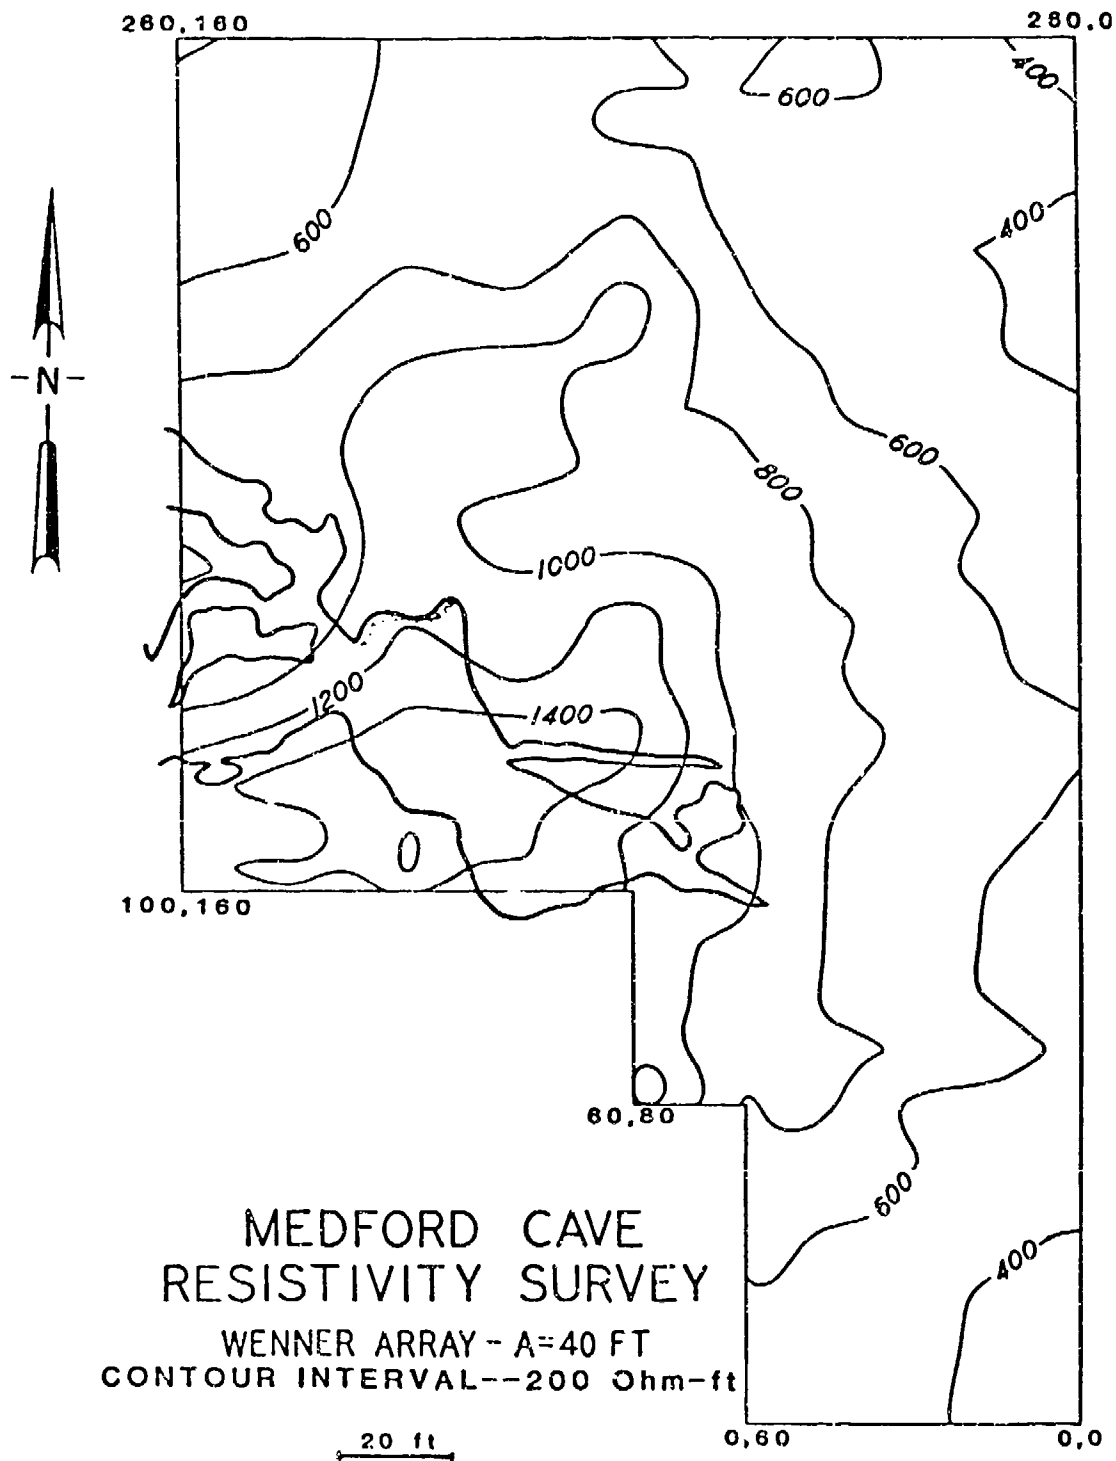 260,160
280,0
400
600
400
600
-N-
600
800
1000
1200
1400
100,160
60,80
600
MEDFORD CAVE
RESISTIVITY SURVEY
400
WENNER ARRAY - A=40 FT
CONTOUR INTERVAL--200 Ohm-ft
20 ft
0,60
0,0